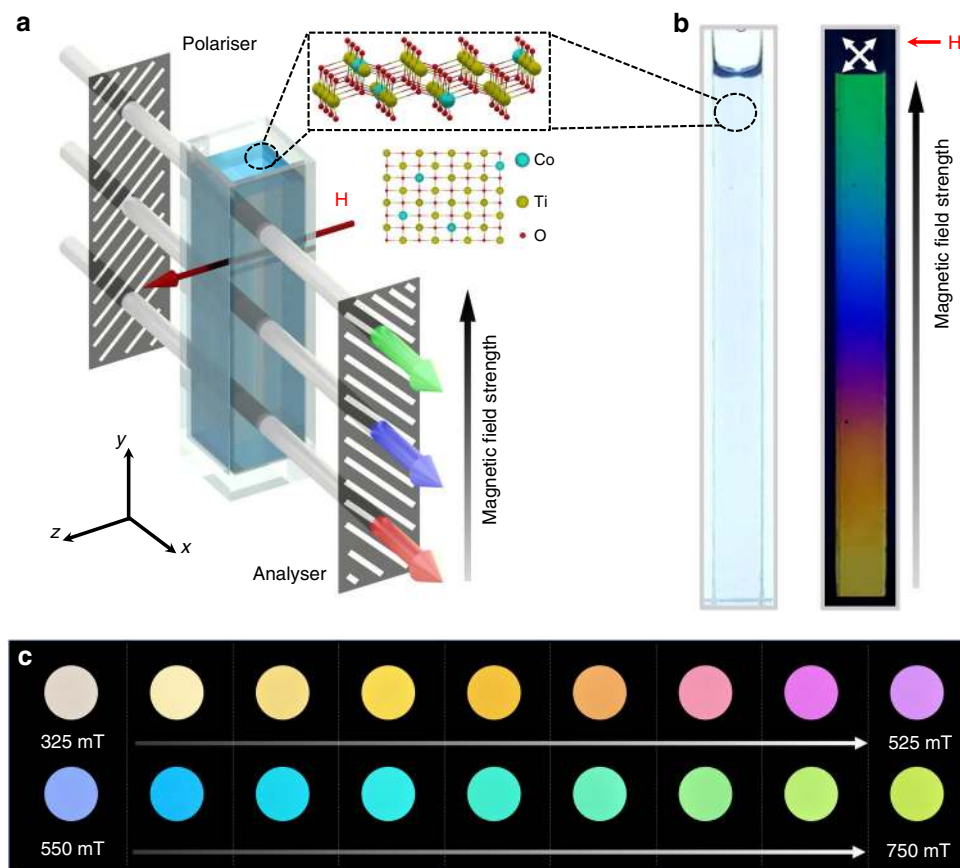 a
Polariser
H
Co
Ti
O
Magnetic field strength
y
z
x
Analyser
b
H
Magnetic field strength
c
325 mT
525 mT
550 mT
750 mT